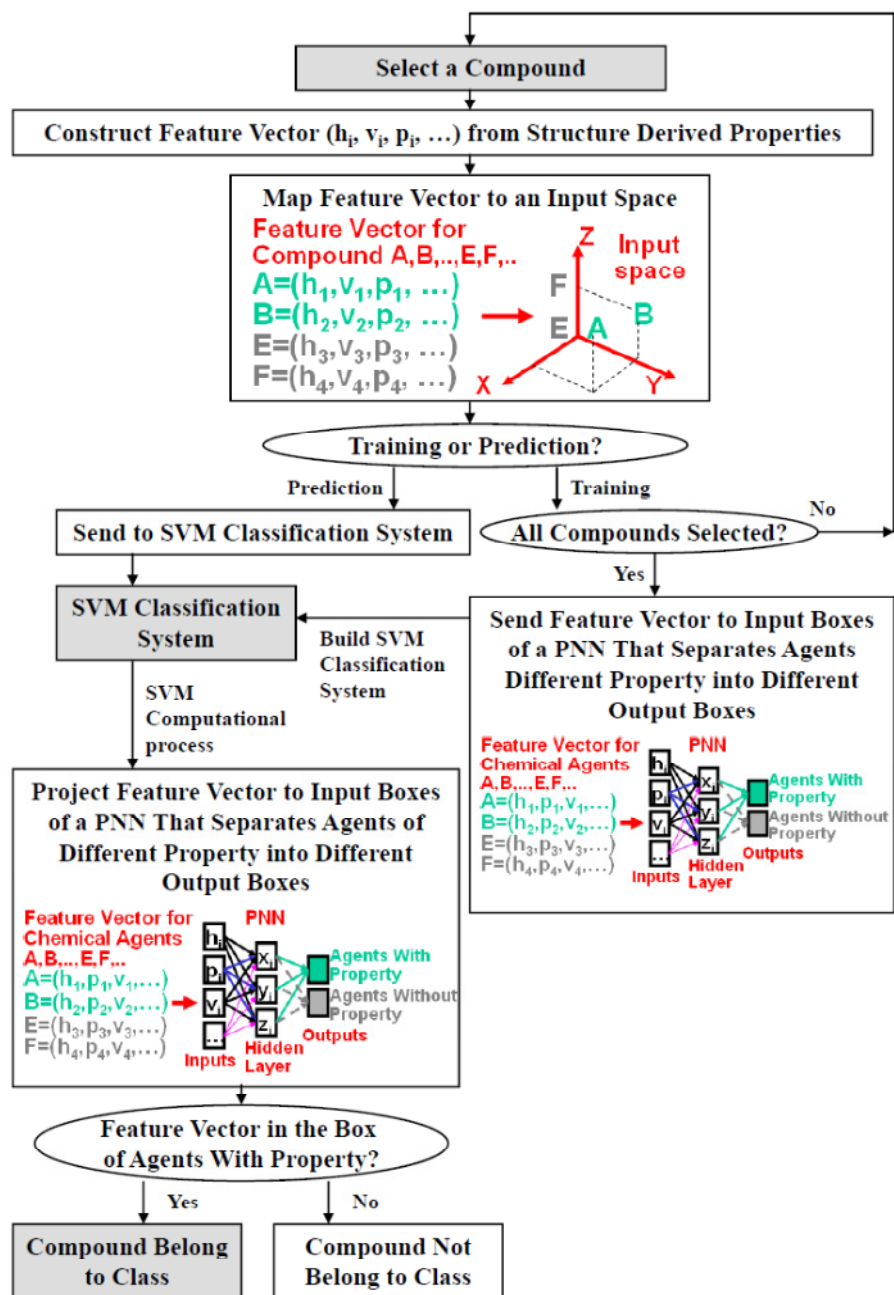 Select a Compound
Construct Feature Vector (hi, vi, pi, …) from Structure Derived Properties
Map Feature Vector to an Input Space
Feature Vector for
Compound A,B,..,E,F,..
A=(h1,v1,p1, …)
B=(h2,v2,p2, …)
E=(h3,v3,p3, …)
F=(h4,v4,p4, …)
Z
Input
space
F
B
E
A
X
Y
Training or Prediction?
Prediction
Training
Send to SVM Classification System
All Compounds Selected?
No
Yes
SVM Classification
System
Build SVM
Classification
System
Send Feature Vector to Input Boxes
of a PNN That Separates Agents
Different Property into Different
Output Boxes
Feature Vector for
Chemical Agents
A,B,..,E,F,..
A=(h1,p1,v1,…)
B=(h2,p2,v2,…)
E=(h3,p3,v3,…)
F=(h4,p4,v4,…)
PNN
hi
pi
vi
...
xi
yi
zi
Inputs
Hidden
Layer
Outputs
Agents With
Property
Agents Without
Property
SVM
Computational
process
Project Feature Vector to Input Boxes
of a PNN That Separates Agents of
Different Property into Different
Output Boxes
Feature Vector for
Chemical Agents
A,B,..,E,F,..
A=(h1,p1,v1,…)
B=(h2,p2,v2,…)
E=(h3,p3,v3,…)
F=(h4,p4,v4,…)
PNN
hi
pi
vi
...
xi
yi
zi
Inputs
Hidden
Layer
Outputs
Agents With
Property
Agents Without
Property
Feature Vector in the Box
of Agents With Property?
Yes
No
Compound Belong
to Class
Compound Not
Belong to Class